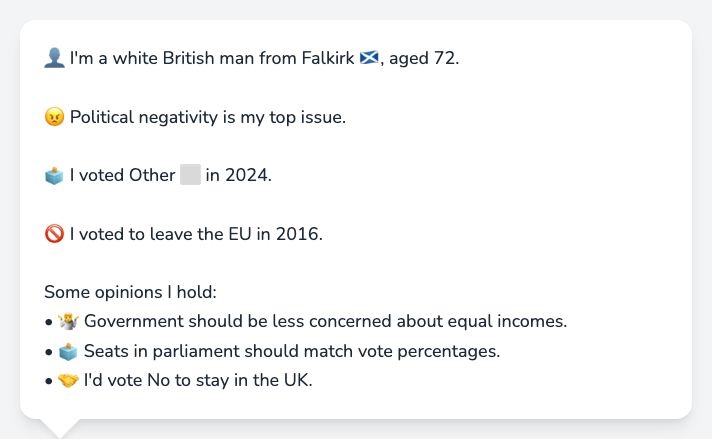 👤 I'm a white British man from Falkirk 🏴󠁧󠁢󠁳󠁣󠁴󠁿, aged 72.
😠 Political negativity is my top issue.
🗳️ I voted Other ⬜ in 2024.
🚫 I voted to leave the EU in 2016.
Some opinions I hold:
• 🤷 Government should be less concerned about equal incomes.
• 🗳️ Seats in parliament should match vote percentages.
• 🤝 I'd vote No to stay in the UK.